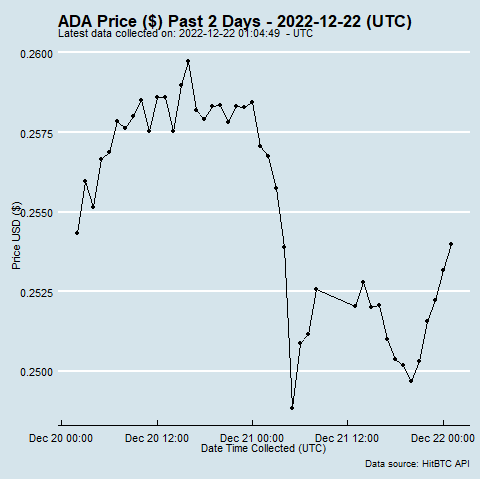 ADA Price ($) Past 2 Days - 2022-12-22 (UTC)
Latest data collected on: 2022-12-22 01:04:49 - UTC
0.2600
0.2575
0.2550
0.2525
0.2500
Price USD ($)
Dec 20 00:00
Dec 20 12:00
Dec 21 00:00
Dec 21 12:00
Dec 22 00:00
Date Time Collected (UTC)
Data source: HitBTC API